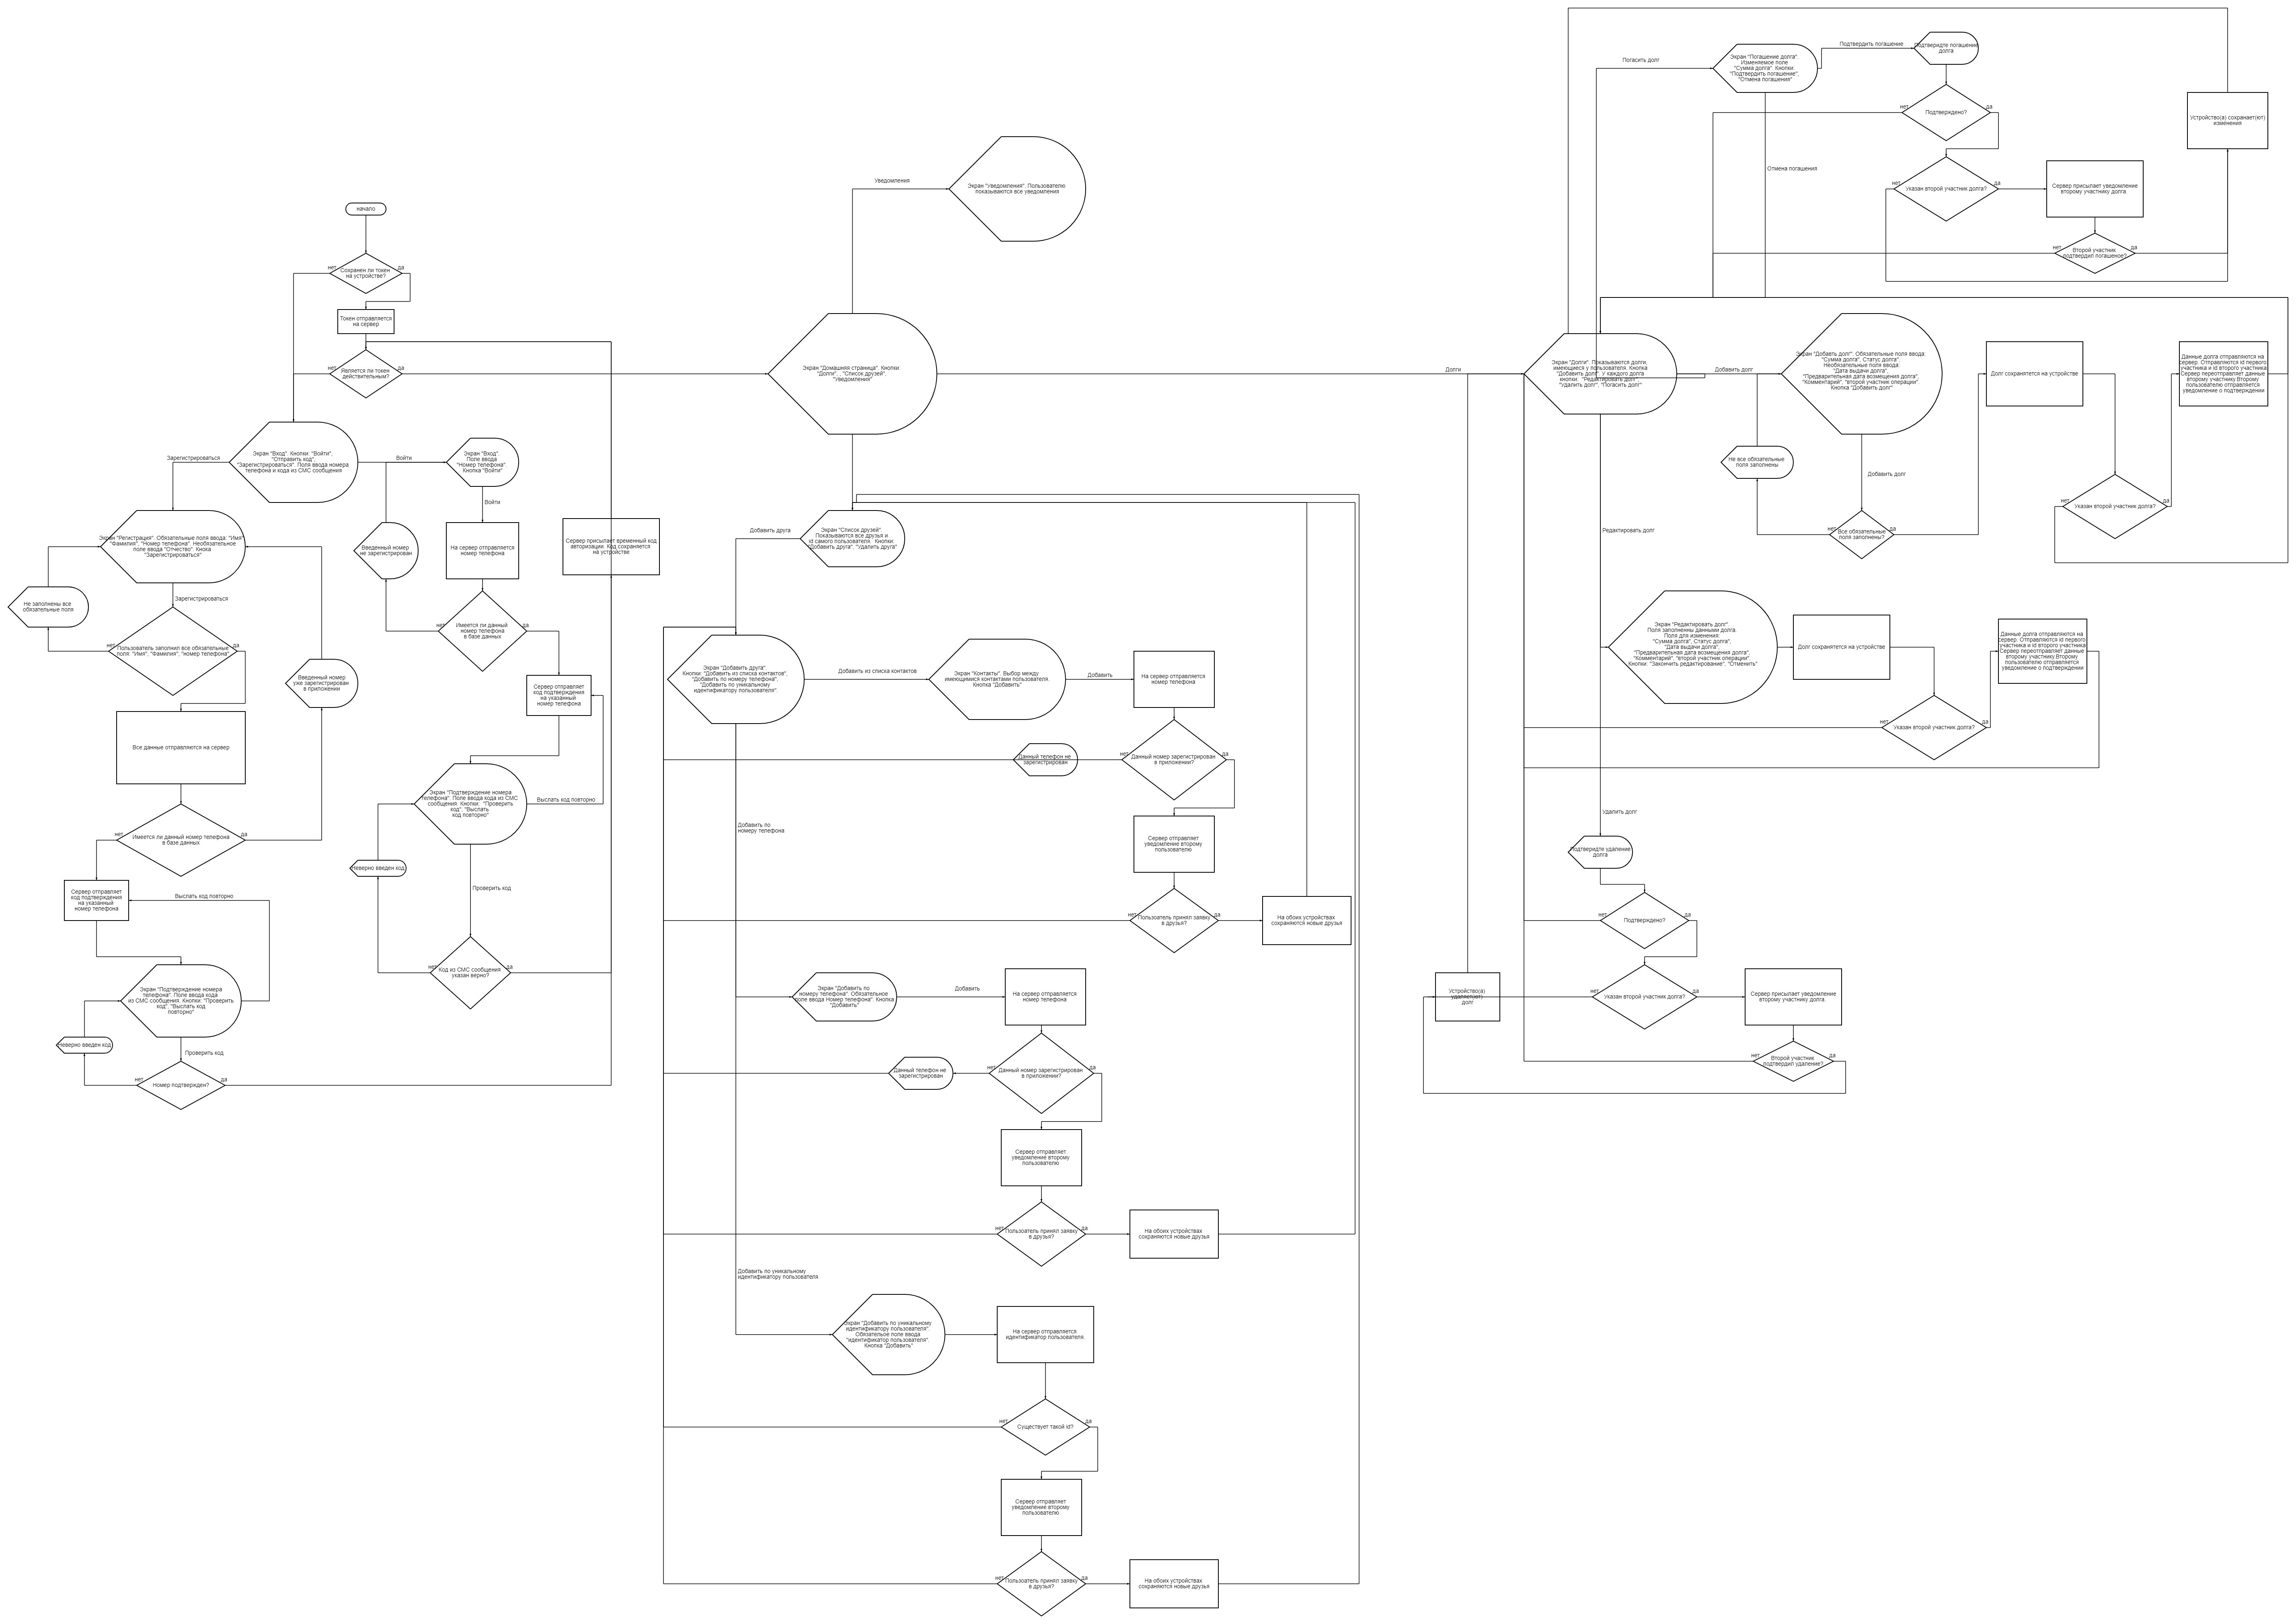 начало
Сохранен ли токен
на устройстве?
нет
да
Токен отправляется
на сервер
Является ли токен
действительным?
нет
да
Экран "Вход". Кнопки: "Войти",
"Отправить код",
"Зарегистрироваться". Поля ввода номера
телефона и кода из СМС сообщения
Зарегистрироваться
Войти
Экран "Вход".
Поле ввода
"Номер телефона"
Кнопка "Войти"
Войти
Экран "Регистрация". Обязательные поля ввода: "Имя"
"Фамилия", "Номер телефона". Необязательное
поле ввода "Отчество". Кнока
"Зарегистрироваться"
Введенный номер
не зарегистрирован
На сервер отправляется
номер телефона
Сервер присылает временный код
авторизации. Код сохраняется
на устройстве
Не заполнены все
обязательные поля
Зарегистрироваться
Имеется ли данный
номер телефона
в базе данных
нет
да
Пользователь заполнил все обязательные
поля: "Имя", "Фамилия", "номер телефона"
нет
да
Введенный номер
уже зарегистрирован
в приложении
Сервер отправляет
код подтверждения
на указанный
номер телефона
Все данные отправляются на сервер
Экран "Подтверждение номера
телефона". Поле ввода кода из СМС
сообщения. Кнопки: "Проверить
код", "Выслать
код повторно"
Выслать код повторно
Имеется ли данный номер телефона
в базе данных
нет
да
Неверно введен код
Проверить код
Сервер отправляет
код подтверждения
на указанный
номер телефона
Выслать код повторно
Код из СМС сообщения
указан верно?
нет
да
Экран "Подтверждение номера
телефона". Поле ввода кода
из СМС сообщения. Кнопки: "Проверить
код", "Выслать код
повторно"
Неверно введен код
Проверить код
Номер подтвержден?
нет
да
Уведомления
Экран "Уведомления". Пользователю
показываются все уведомления
Экран "Домашняя страница". Кнопки
"Долги", , "Список друзей",
"Уведомления"
Долги
Экран "Список друзей".
Показываются все друзья и
id самого пользователя. Кнопки:
"Добавить друга", "Удалить друга"
Добавить друга
Экран "Добавить друга".
Кнопки: "Добавить из списка контактов",
"Добавить по номеру телефона",
"Добавить по уникальному
идентификатору пользователя".
Добавить из списка контактов
Экран "Контакты". Выбор между
имеющимися контактами пользователя.
Кнопка "Добавить"
Добавить
На сервер отправляется
номер телефона
Данный телефон не
зарегистрирован
Данный номер зарегистрирован
в приложении?
нет
да
Добавить по
номеру телефона
Сервер отправляет
уведомление второму
пользователю
Пользоатель принял заявку
в друзья?
нет
да
На обоих устройствах
сохраняются новые друзья
Экран "Добавить по
номеру телефона". Обязательное
поле ввода Номер телефона". Кнопка
"Добавить"
Добавить
На сервер отправляется
номер телефона
Данный телефон не
зарегистрирован
Данный номер зарегистрирован
в приложении?
нет
да
Сервер отправляет
уведомление второму
пользователю
Пользоатель принял заявку
в друзья?
нет
да
На обоих устройствах
сохраняются новые друзья
Добавить по уникальному
идентификатору пользователя
Экран "Добавить по уникальному
идентификатору пользователя".
Обязательое поле ввода
"идентификатор пользователя".
Кнопка "Добавить"
На сервер отправляется
идентификатор пользователя.
Существует такой id?
нет
да
Сервер отправляет
уведомление второму
пользователю
Пользоатель принял заявку
в друзья?
нет
да
На обоих устройствах
сохраняются новые друзья
Погасить долг
Экран "Погашение долга".
Изменяемое поле
"Сумма долга". Кнопки:
"Подтвердить погашение",
"Отмена погашения"
Подтвердить погашение
Подтверидте погашение
долга
Подтверждено?
нет
да
Устройство(а) сохранает(ют)
изменения
Отмена погашения
Указан второй участник долга?
нет
да
Сервер присылает уведомление
второму участнику долга
Второй участник
подтвердил погашеное?
нет
да
Экран "Долги". Показываются долги,
имеющиеся у пользователя. Кнопка
"Добавить долг". У каждого долга
кнопки: "Редактировать долг",
"удалить долг", "Погасить долг"
Добавить долг
Экран "Добавть долг". Обязательные поля ввода:
"Сумма долга", Статус долга".
Необязательные поля ввода:
"Дата выдачи долга",
"Предварительная дата возмещения долга",
"Комментарий", "второй участник операции".
Кнопка "Добавить долг"
Долг сохранятется на устройстве
Данные долга отправляются на
сервер. Отправляются id первого
участника и id второго участника
Сервер переотправляет данные
второму участнику.Второму
пользователю отправляется
уведомление о подтверждении
Не все обязательные
поля заполнены
Добавить долг
Все обязательные
поля заполнены?
нет
да
Указан второй участник долга?
нет
да
Редактировать долг
Экран "Редактировать долг".
Поля заполненны данными долга.
Поля для изменения:
"Сумма долга", Статус долга",
"Дата выдачи долга",
"Предварительная дата возмещения долга",
"Комментарий", "второй участник операции".
Кнопки: "Закончить редактирование", "Отменить"
Долг сохранятется на устройстве
Данные долга отправляются на
сервер. Отправляются id первого
участника и id второго участника
Сервер переотправляет данные
второму участнику.Второму
пользователю отправляется
уведомление о подтверждении
Указан второй участник долга?
нет
да
Удалить долг
Подтверидте удаление
долга
Подтверждено?
нет
да
Устройство(а)
удаляет(ют)
долг
Указан второй участник долга?
нет
да
Сервер присылает уведомление
второму участнику долга
Второй участник
подтвердил удаление?
нет
да